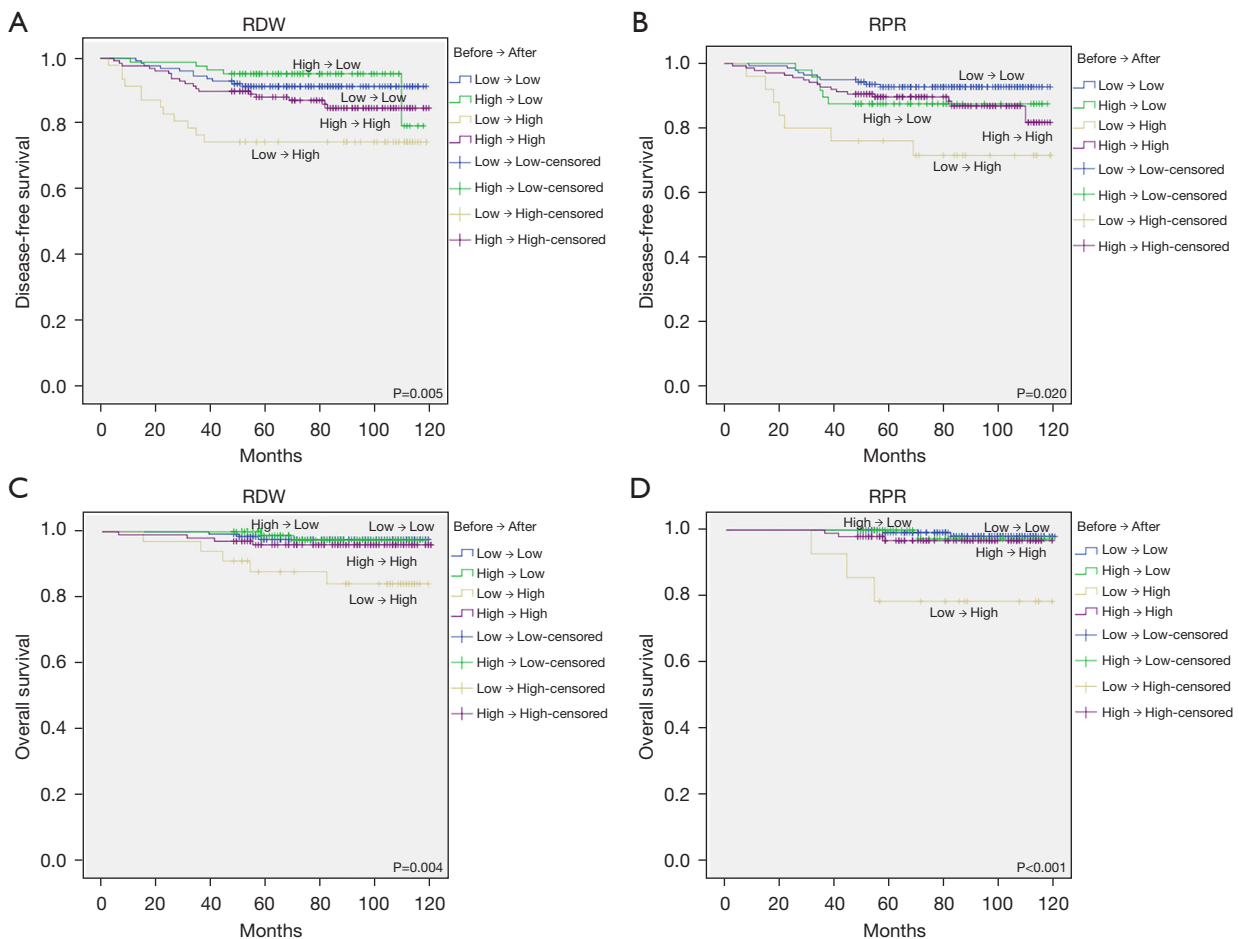 A
RDW
1.0
0.8
0.6
0.4
0.2
0.0
Disease-free survival
High → Low
Low → Low
High → High
Low → High
P=0.005
0 20 40 60 80 100 120
Months
Before → After
Low → Low
High → Low
Low → High
High → High
Low → Low-censored
High → Low-censored
Low → High-censored
High → High-censored
B
RPR
1.0
0.8
0.6
0.4
0.2
0.0
Disease-free survival
Low → Low
High → Low
High → High
Low → High
P=0.020
0 20 40 60 80 100 120
Months
Before → After
Low → Low
High → Low
Low → High
High → High
Low → Low-censored
High → Low-censored
Low → High-censored
High → High-censored
C
RDW
1.0
0.8
0.6
0.4
0.2
0.0
Overall survival
High → Low
Low → Low
High → High
Low → High
P=0.004
0 20 40 60 80 100 120
Months
Before → After
Low → Low
High → Low
Low → High
High → High
Low → Low-censored
High → Low-censored
Low → High-censored
High → High-censored
D
RPR
1.0
0.8
0.6
0.4
0.2
0.0
Overall survival
High → Low
Low → Low
High → High
Low → High
P<0.001
0 20 40 60 80 100 120
Months
Before → After
Low → Low
High → Low
Low → High
High → High
Low → Low-censored
High → Low-censored
Low → High-censored
High → High-censored